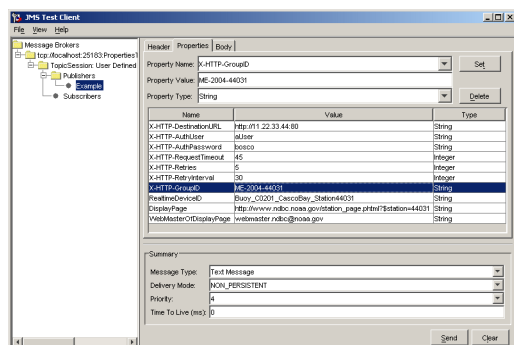 JMS Test Client
File View Help
Message Brokers
tcp://localhost:25183:Properties1
TopicSession: User Defined
Publishers
Example
Subscribers
Header Properties Body
Property Name: X-HTTP-GroupID Set
Property Value: ME-2004-44031
Property Type: String Delete
Name Value Type
X-HTTP-DestinationURL http://11.22.33.44:80 String
X-HTTP-AuthUser aUser String
X-HTTP-AuthPassword bosco String
X-HTTP-RequestTimeout 45 Integer
X-HTTP-Retries 5 Integer
X-HTTP-RetryInterval 30 Integer
X-HTTP-GroupID ME-2004-44031 String
RealtimeDeviceID Buoy_C0201_CascoBay_Station44031 String
DisplayPage http://www.ndbc.noaa.gov/station_page.phtml?$station=44031 String
WebMasterOfDisplayPage webmaster.ndbc@noaa.gov String
Summary
Message Type: Text Message
Delivery Mode: NON_PERSISTENT
Priority: 4
Time To Live (ms): 0
Send Clear